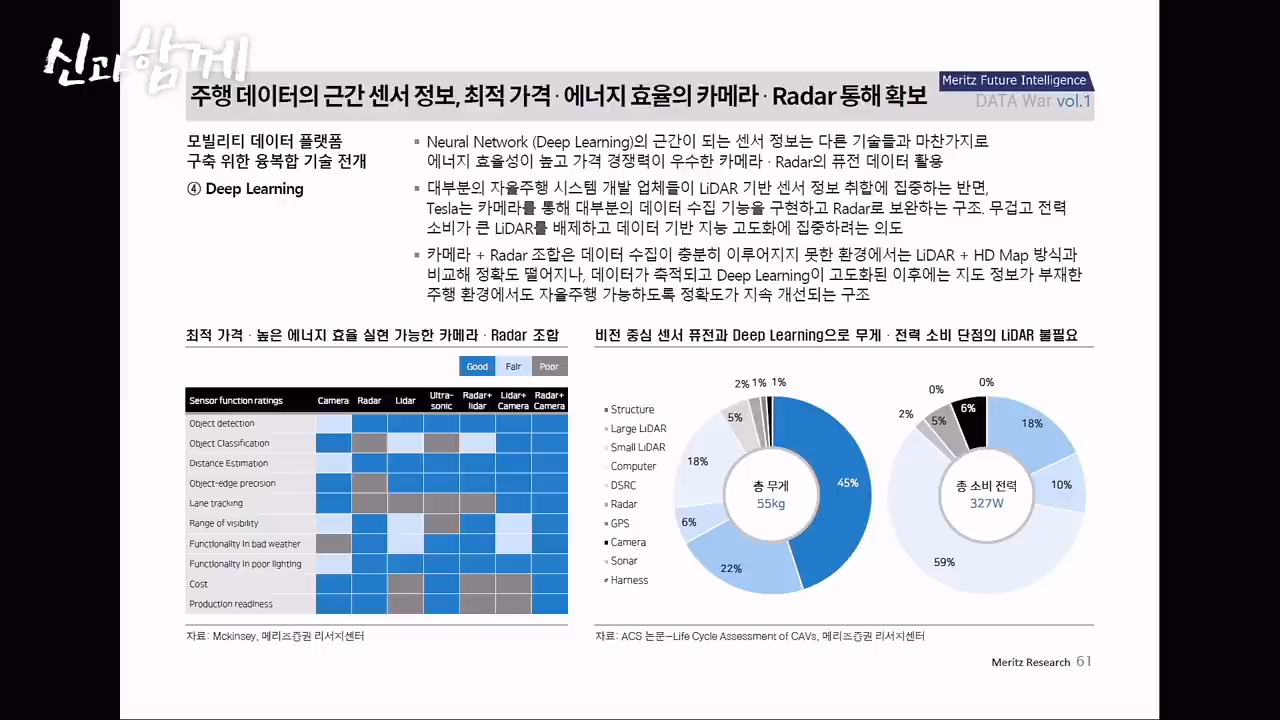 신과함께
주행 데이터의 근간 센서 정보, 최적 가격·에너지 효율의 카메라·Radar 통해 확보
Meritz Future Intelligence
DATA War vol.1
모빌리티 데이터 플랫폼
구축 위한 융복합 기술 전개
④ Deep Learning
▪ Neural Network (Deep Learning)의 근간이 되는 센서 정보는 다른 기술들과 마찬가지로
에너지 효율성이 높고 가격 경쟁력이 우수한 카메라·Radar의 퓨전 데이터 활용
▪ 대부분의 자율주행 시스템 개발 업체들이 LiDAR 기반 센서 정보 취합에 집중하는 반면,
Tesla는 카메라를 통해 대부분의 데이터 수집 기능을 구현하고 Radar로 보완하는 구조. 무겁고 전력
소비가 큰 LiDAR를 배제하고 데이터 기반 지능 고도화에 집중하려는 의도
▪ 카메라 + Radar 조합은 데이터 수집이 충분히 이루어지지 못한 환경에서는 LiDAR + HD Map 방식과
비교해 정확도 떨어지나, 데이터가 축적되고 Deep Learning이 고도화된 이후에는 지도 정보가 부재한
주행 환경에서도 자율주행 가능하도록 정확도가 지속 개선되는 구조
최적 가격·높은 에너지 효율 실현 가능한 카메라·Radar 조합
Good Fair Poor
Sensor function ratings Camera Radar Lidar Ultra-sonic Radar+lidar Lidar+Camera Radar+Camera
Object detection
Object Classification
Distance Estimation
Object-edge precision
Lane tracking
Range of visibility
Functionality in bad weather
Functionality in poor lighting
Cost
Production readiness
자료: Mckinsey, 메리츠증권 리서치센터
비전 중심 센서 퓨전과 Deep Learning으로 무게·전력 소비 단점의 LiDAR 불필요
Structure
Large LiDAR
Small LiDAR
Computer
DSRC
Radar
GPS
Camera
Sonar
Harness
2% 1% 1%
5%
18%
6%
22%
45%
총 무게
55kg
0%
0%
2%
5%
6%
18%
10%
59%
총 소비 전력
327W
자료: ACS 논문-Life Cycle Assessment of CAVs, 메리츠증권 리서치센터
Meritz Research 61